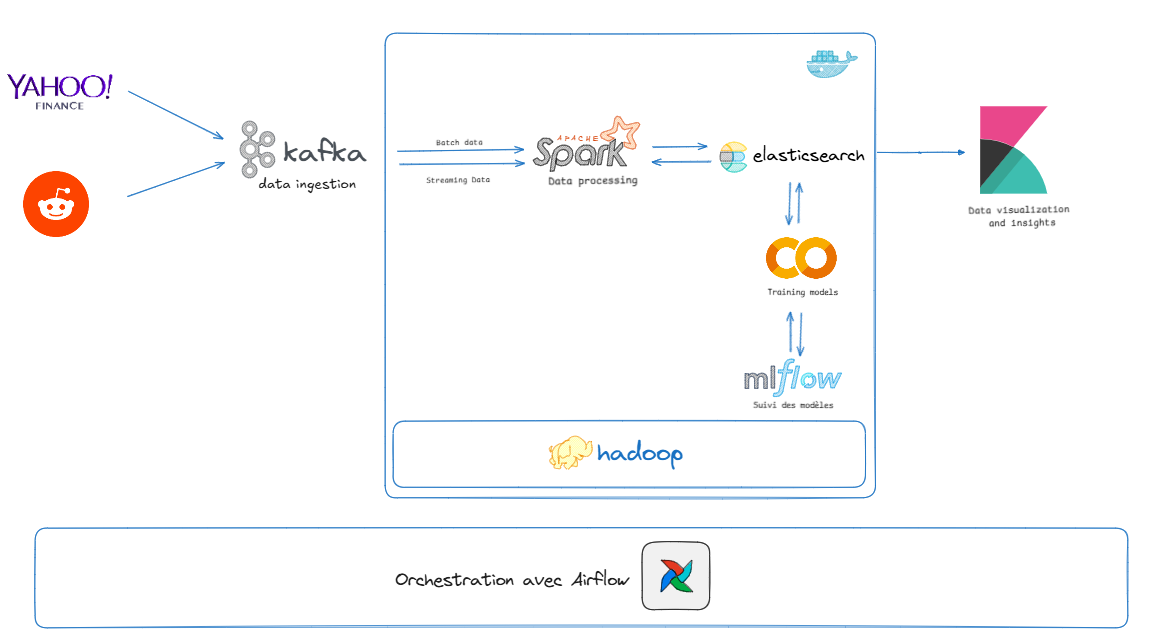 YAHOO!
FINANCE
kafka
data ingestion
Batch data
Streaming Data
APACHE
Spark
Data processing
elasticsearch
Data visualization
and insights
Training models
mlflow
Suivi des modèles
hadoop
Orchestration avec Airflow